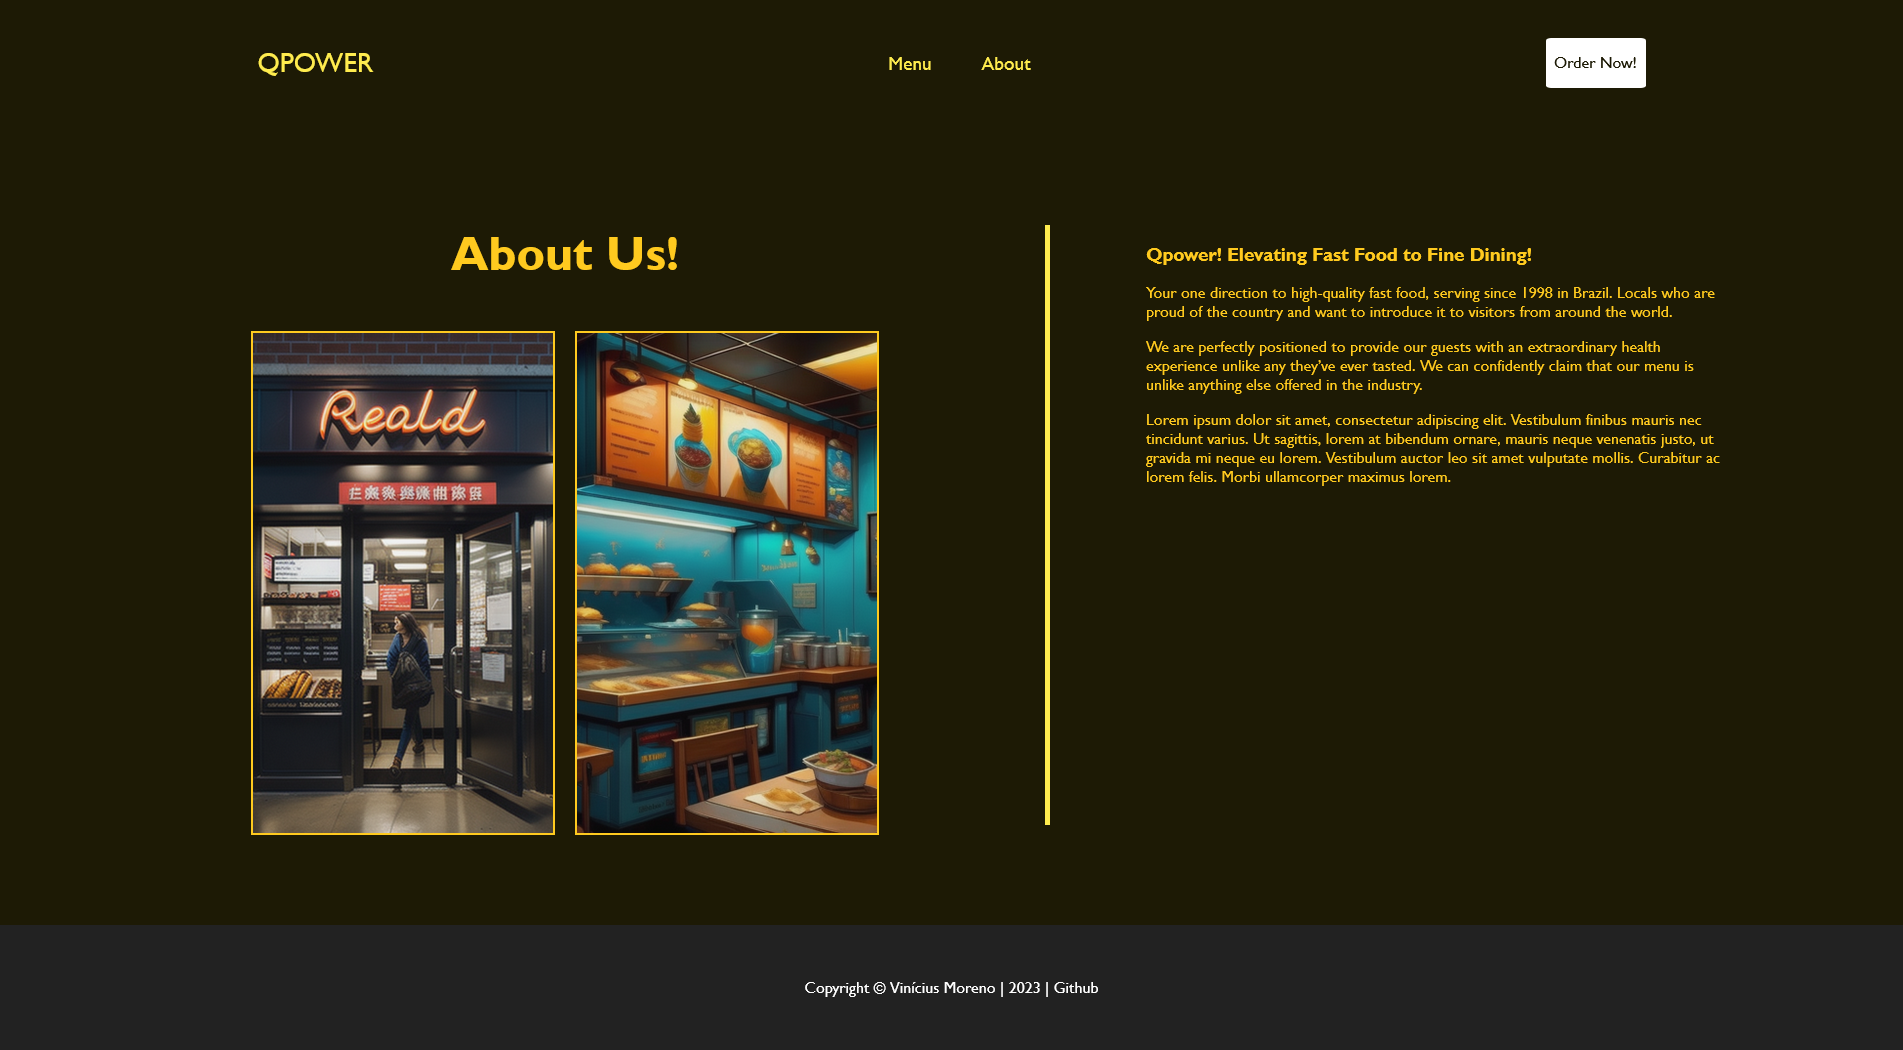 QPOWER
Menu
About
Order Now!
About Us!
Reald
Qpower! Elevating Fast Food to Fine Dining!
Your one direction to high-quality fast food, serving since 1998 in Brazil. Locals who are
proud of the country and want to introduce it to visitors from around the world.
We are perfectly positioned to provide our guests with an extraordinary health
experience unlike any they’ve ever tasted. We can confidently claim that our menu is
unlike anything else offered in the industry.
Lorem ipsum dolor sit amet, consectetur adipiscing elit. Vestibulum finibus mauris nec
tincidunt varius. Ut sagittis, lorem at bibendum ornare, mauris neque venenatis justo, ut
gravida mi neque eu lorem. Vestibulum auctor leo sit amet vulputate mollis. Curabitur ac
lorem felis. Morbi ullamcorper maximus lorem.
Copyright © Vinícius Moreno | 2023 | Github